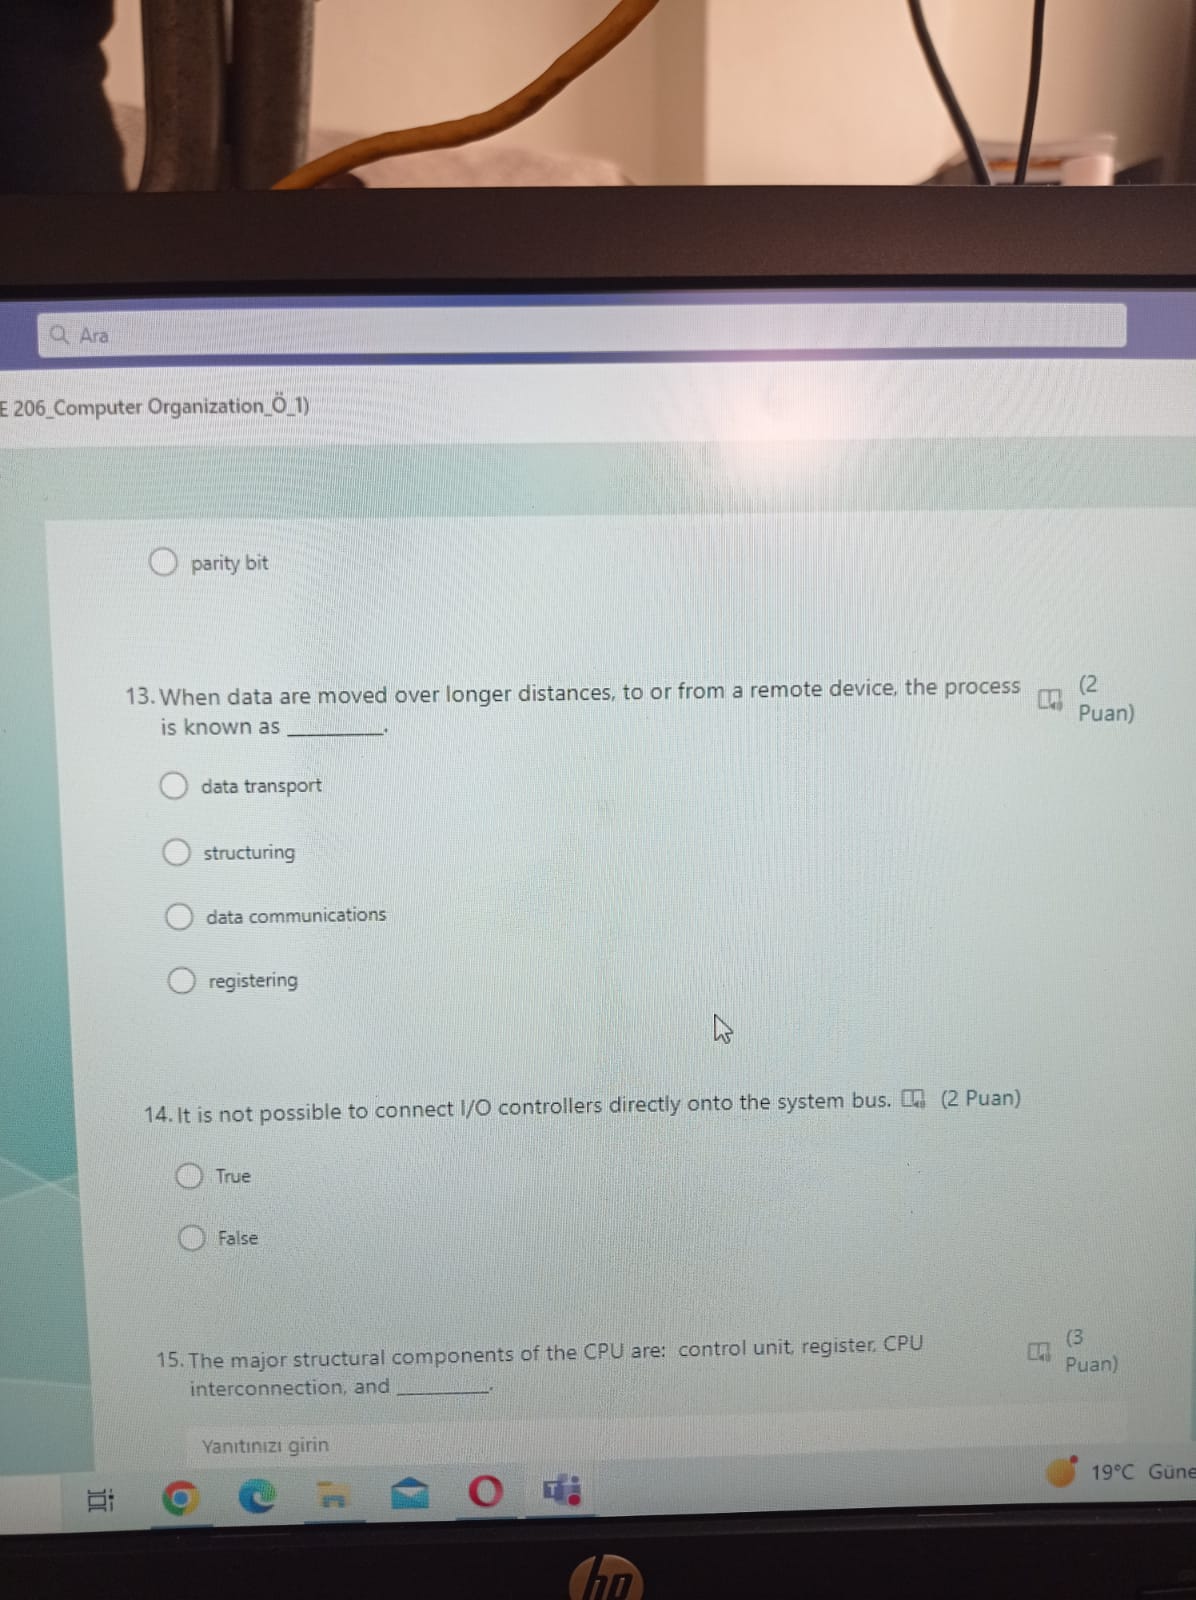 Ara
E 206_Computer Organization_Ö_1)
parity bit
13. When data are moved over longer distances, to or from a remote device, the process (2
is known as _________. Puan)
data transport
structuring
data communications
registering
14. It is not possible to connect I/O controllers directly onto the system bus. (2 Puan)
True
False
15. The major structural components of the CPU are: control unit, register, CPU (3
interconnection, and _________. Puan)
Yanıtınızı girin
19°C Güne
hp